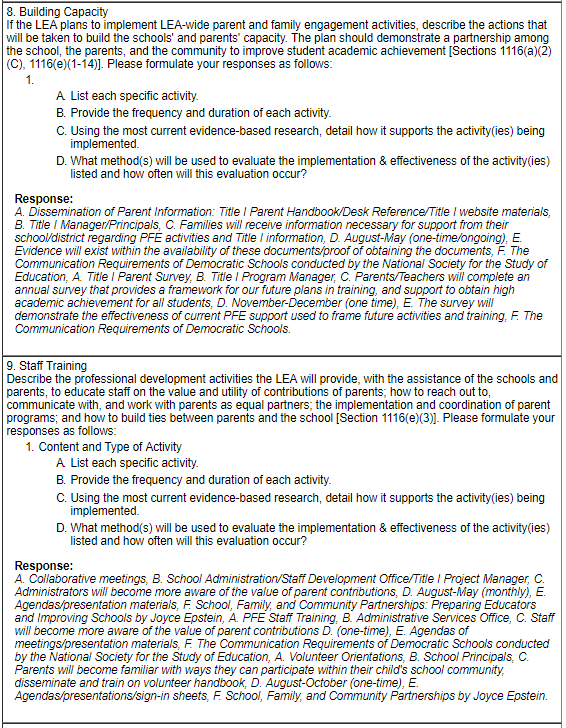 8. Building Capacity
If the LEA plans to implement LEA-wide parent and family engagement activities, describe the actions that
will be taken to build the schools' and parents' capacity. The plan should demonstrate a partnership among
the school, the parents, and the community to improve student academic achievement [Sections 1116(a)(2)
(C), 1116(e)(1-14)]. Please formulate your responses as follows:
1.
A. List each specific activity.
B. Provide the frequency and duration of each activity.
C. Using the most current evidence-based research, detail how it supports the activity(ies) being
implemented.
D. What method(s) will be used to evaluate the implementation & effectiveness of the activity(ies)
listed and how often will this evaluation occur?
Response:
A. Dissemination of Parent Information: Title I Parent Handbook/Desk Reference/Title I website materials,
B. Title I Manager/Principals, C. Families will receive information necessary for support from their
school/district regarding PFE activities and Title I information, D. August-May (one-time/ongoing), E.
Evidence will exist within the availability of these documents/proof of obtaining the documents, F. The
Communication Requirements of Democratic Schools conducted by the National Society for the Study of
Education, A. Title I Parent Survey, B. Title I Program Manager, C. Parents/Teachers will complete an
annual survey that provides a framework for our future plans in training, and support to obtain high
academic achievement for all students, D. November-December (one time), E. The survey will
demonstrate the effectiveness of current PFE support used to frame future activities and training, F. The
Communication Requirements of Democratic Schools.
9. Staff Training
Describe the professional development activities the LEA will provide, with the assistance of the schools and
parents, to educate staff on the value and utility of contributions of parents; how to reach out to,
communicate with, and work with parents as equal partners; the implementation and coordination of parent
programs; and how to build ties between parents and the school [Section 1116(e)(3)]. Please formulate your
responses as follows:
1. Content and Type of Activity
A. List each specific activity.
B. Provide the frequency and duration of each activity.
C. Using the most current evidence-based research, detail how it supports the activity(ies) being
implemented.
D. What method(s) will be used to evaluate the implementation & effectiveness of the activity(ies)
listed and how often will this evaluation occur?
Response:
A. Collaborative meetings, B. School Administration/Staff Development Office/Title I Project Manager, C.
Administrators will become more aware of the value of parent contributions, D. August-May (monthly), E.
Agendas/presentation materials, F. School, Family, and Community Partnerships: Preparing Educators
and Improving Schools by Joyce Epstein, A. PFE Staff Training, B. Administrative Services Office, C. Staff
will become more aware of the value of parent contributions D. (one-time), E. Agendas of
meetings/presentation materials, F. The Communication Requirements of Democratic Schools conducted
by the National Society for the Study of Education, A. Volunteer Orientations, B. School Principals, C.
Parents will become familiar with ways they can participate within their child's school community,
disseminate and train on volunteer handbook, D. August-October (one-time), E.
Agendas/presentations/sign-in sheets, F. School, Family, and Community Partnerships by Joyce Epstein.